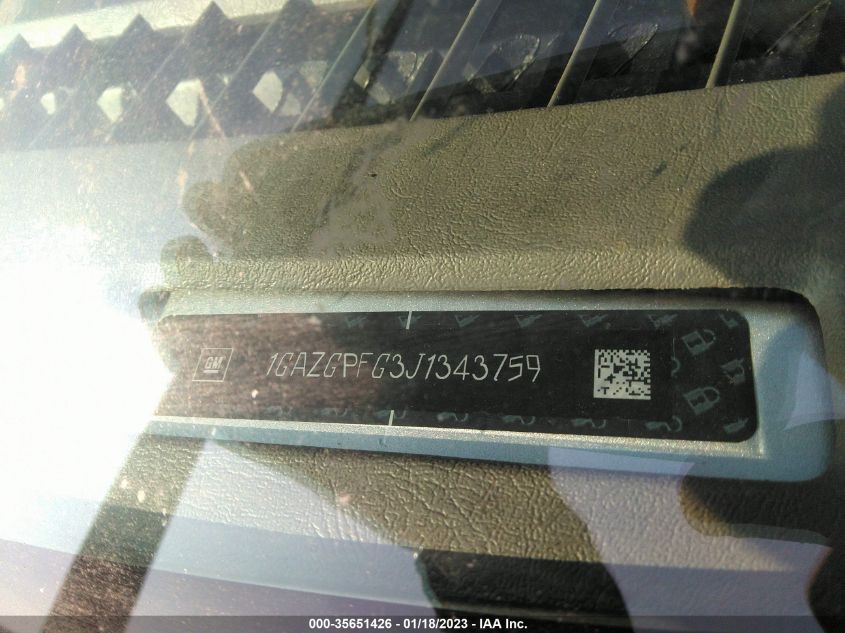 GM 1GAZGPFG3J1343759
000-35651426 | 01/18/2023 | IAA Inc.